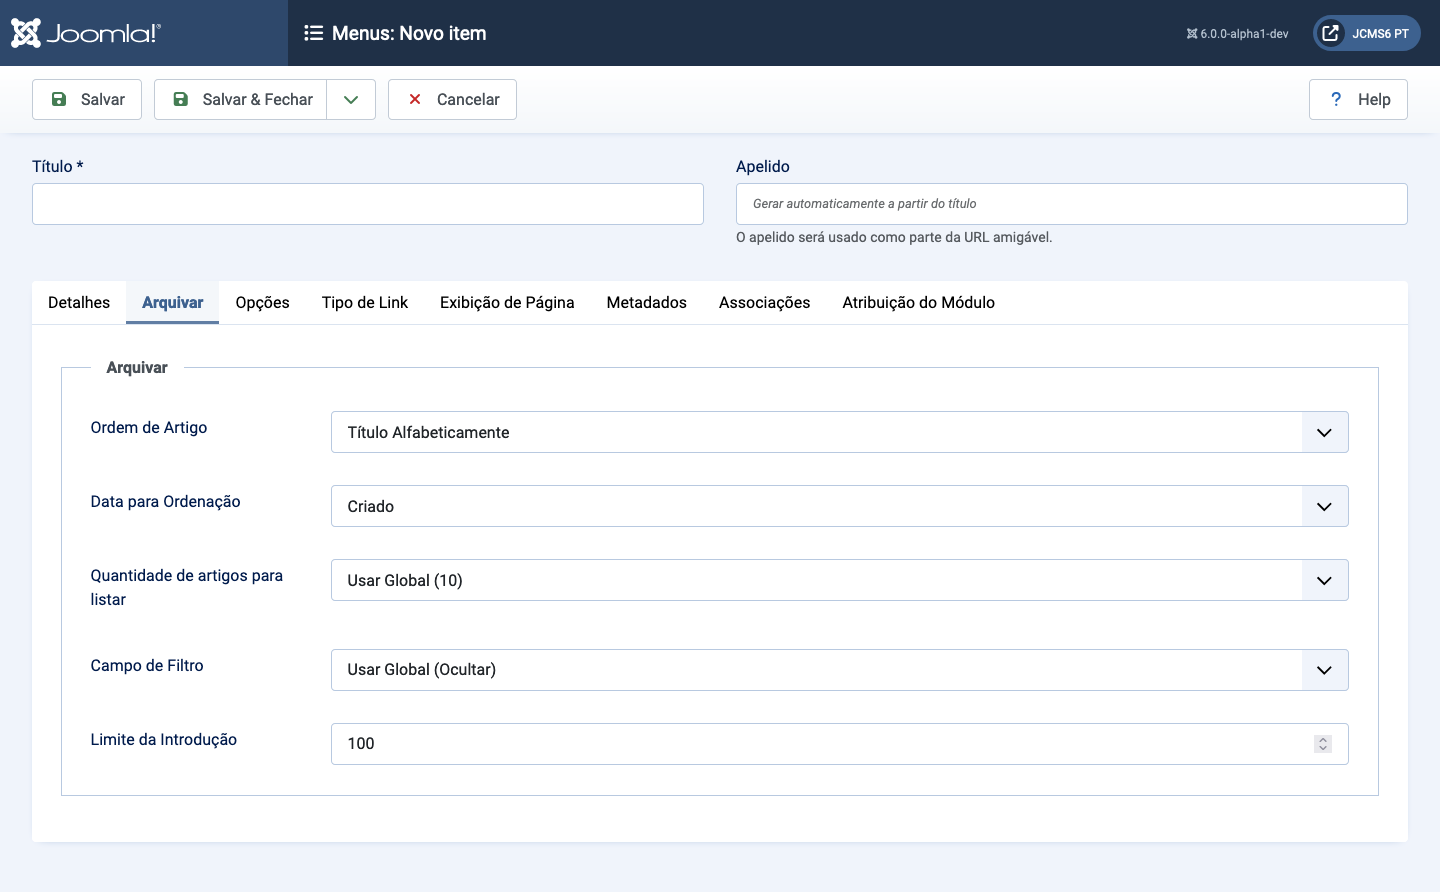 Joomla!®
Menus: Novo item
6.0.0-alpha1-dev
JCMS6 PT
Salvar
Salvar & Fechar
Cancelar
? Help
Título *
Apelido
Gerar automaticamente a partir do título
O apelido será usado como parte da URL amigável.
Detalhes
Arquivar
Opções
Tipo de Link
Exibição de Página
Metadados
Associações
Atribuição do Módulo
Arquivar
Ordem de Artigo
Título Alfabeticamente
Data para Ordenação
Criado
Quantidade de artigos para
listar
Usar Global (10)
Campo de Filtro
Usar Global (Ocultar)
Limite da Introdução
100